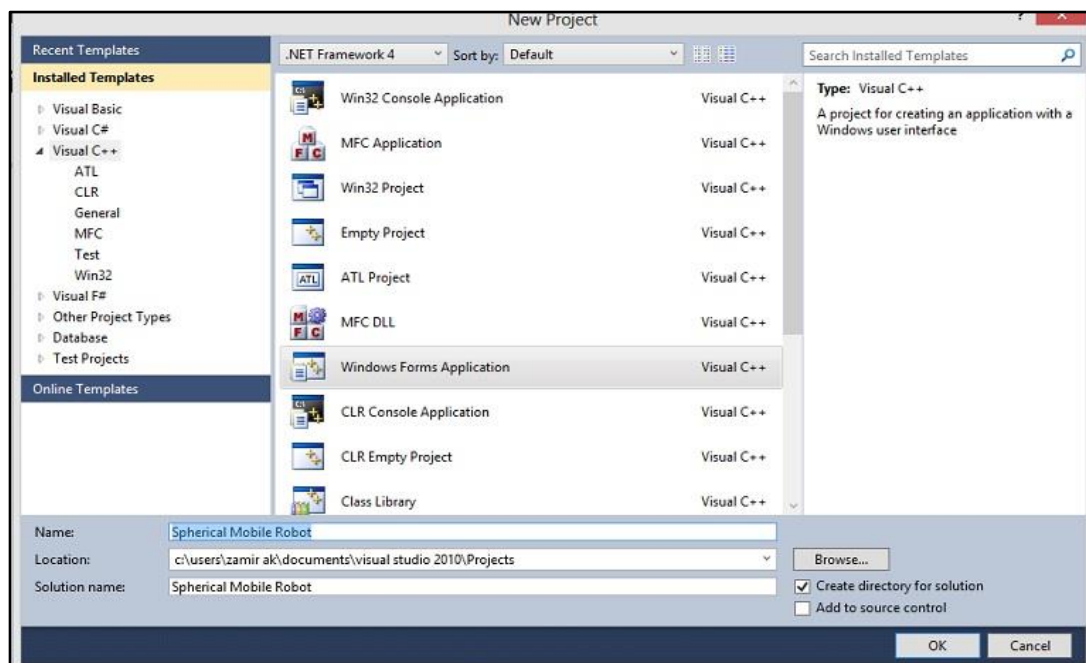 New Project
?
Recent Templates
Installed Templates
Visual Basic
Visual C#
Visual C++
ATL
CLR
General
MFC
Test
Win32
Visual F#
Other Project Types
Database
Test Projects
Online Templates
.NET Framework 4 Sort by: Default
Win32 Console Application Visual C++
MFC Application Visual C++
Win32 Project Visual C++
Empty Project Visual C++
ATL Project Visual C++
MFC DLL Visual C++
Windows Forms Application Visual C++
CLR Console Application Visual C++
CLR Empty Project Visual C++
Class Library Visual C++
Search Installed Templates
Type: Visual C++
A project for creating an application with a
Windows user interface
Name: Spherical Mobile Robot
Location: c:\users\zamir ak\documents\visual studio 2010\Projects
Browse...
Solution name: Spherical Mobile Robot
Create directory for solution
Add to source control
OK Cancel